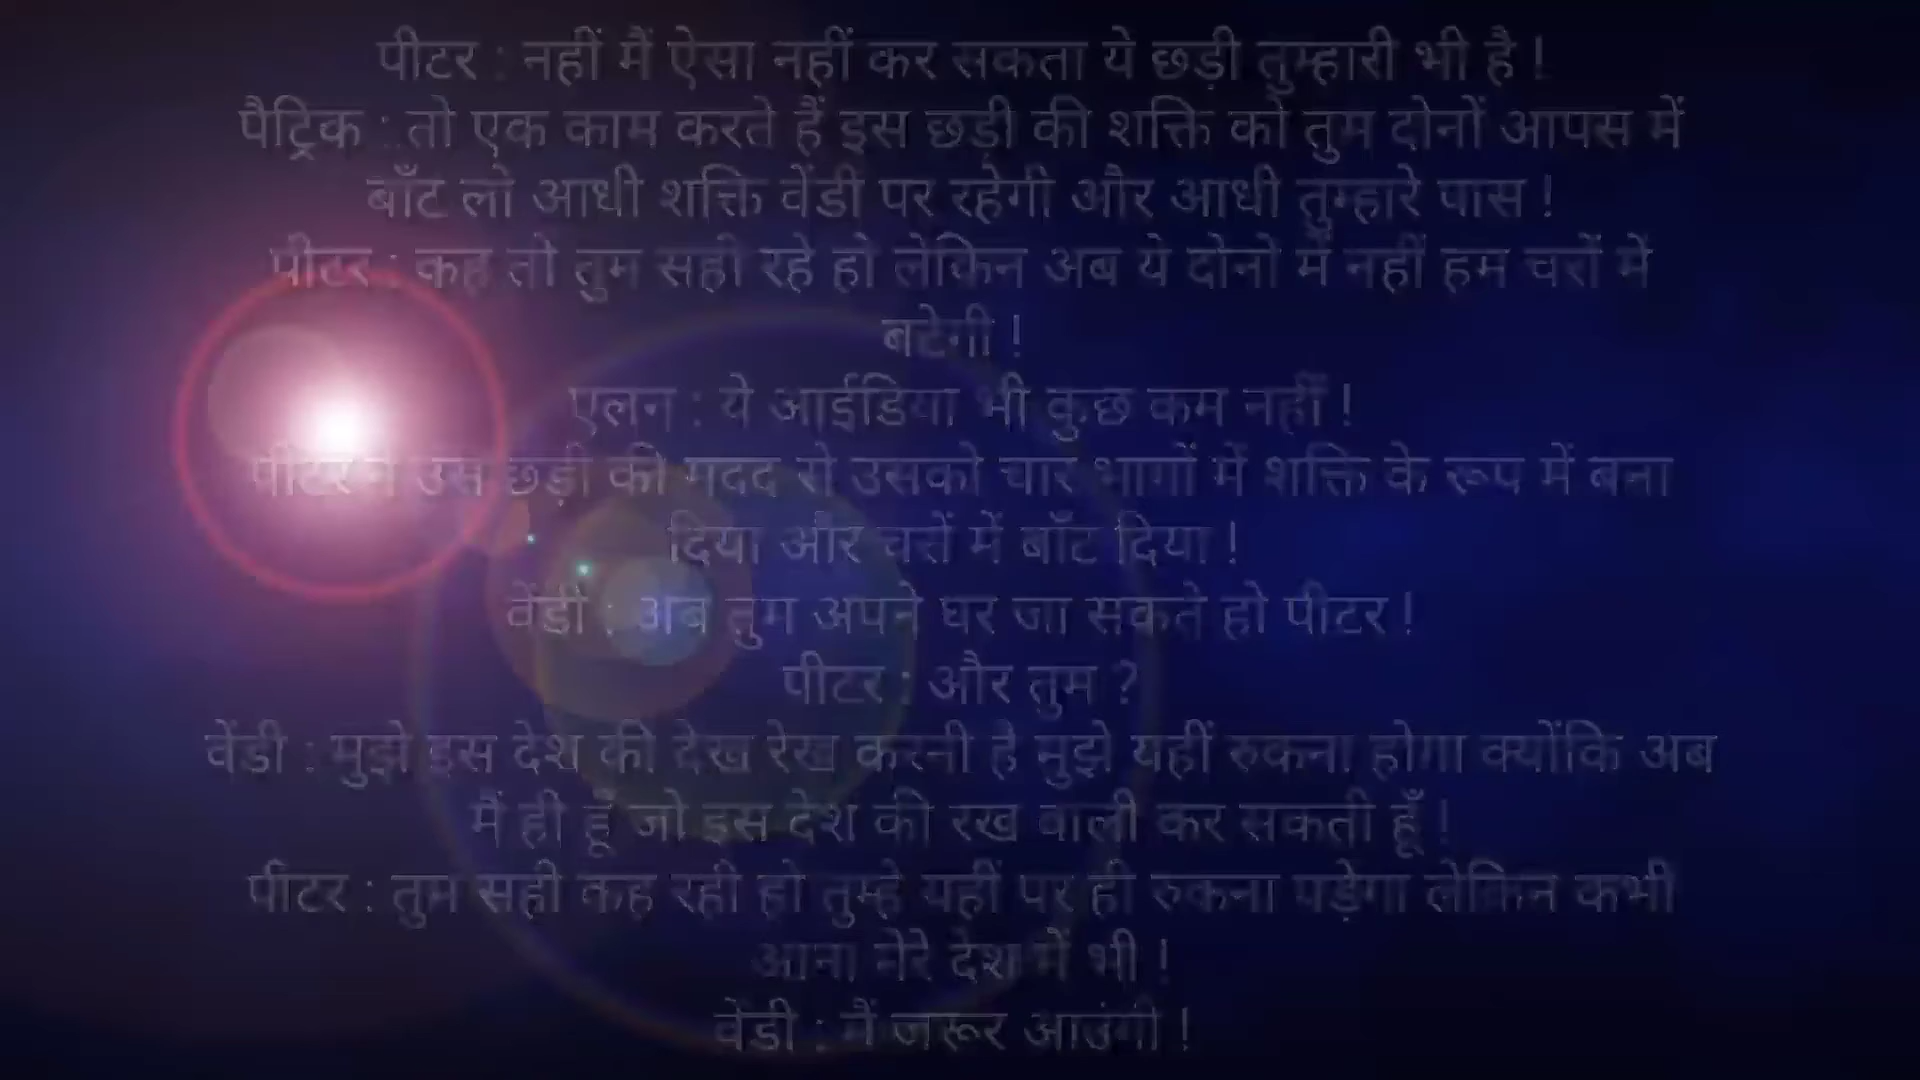 पीटर : नहीं मैं ऐसा नहीं कर सकता ये छड़ी तुम्हारी भी है !
पैट्रिक : तो एक काम करते हैं इस छड़ी की शक्ति को तुम दोनों आपस में
बाँट लो आधी शक्ति वेंडी पर रहेगी और आधी तुम्हारे पास !
पीटर : कह तो तुम सही रहे हो लेकिन अब ये दोनो में नहीं हम चरों में
बटेगी !
एलन : ये आईडिया भी कुछ कम नहीं !
पीटर ने उस छड़ी की मदद से उसको चार भागों में शक्ति के रूप में बना
दिया और चरों में बाँट दिया !
वेंडी : अब तुम अपने घर जा सकते हो पीटर !
पीटर : और तुम ?
वेंडी : मुझे इस देश की देख रेख करनी है मुझे यहीं रुकना होगा क्योंकि अब
मैं ही हूँ जो इस देश की रख वाली कर सकती हूँ !
पीटर : तुम सही कह रही हो तुम्हे यहीं पर ही रुकना पड़ेगा लेकिन कभी
आना मेरे देश में भी !
वेंडी : मैं जरूर आउंगी !